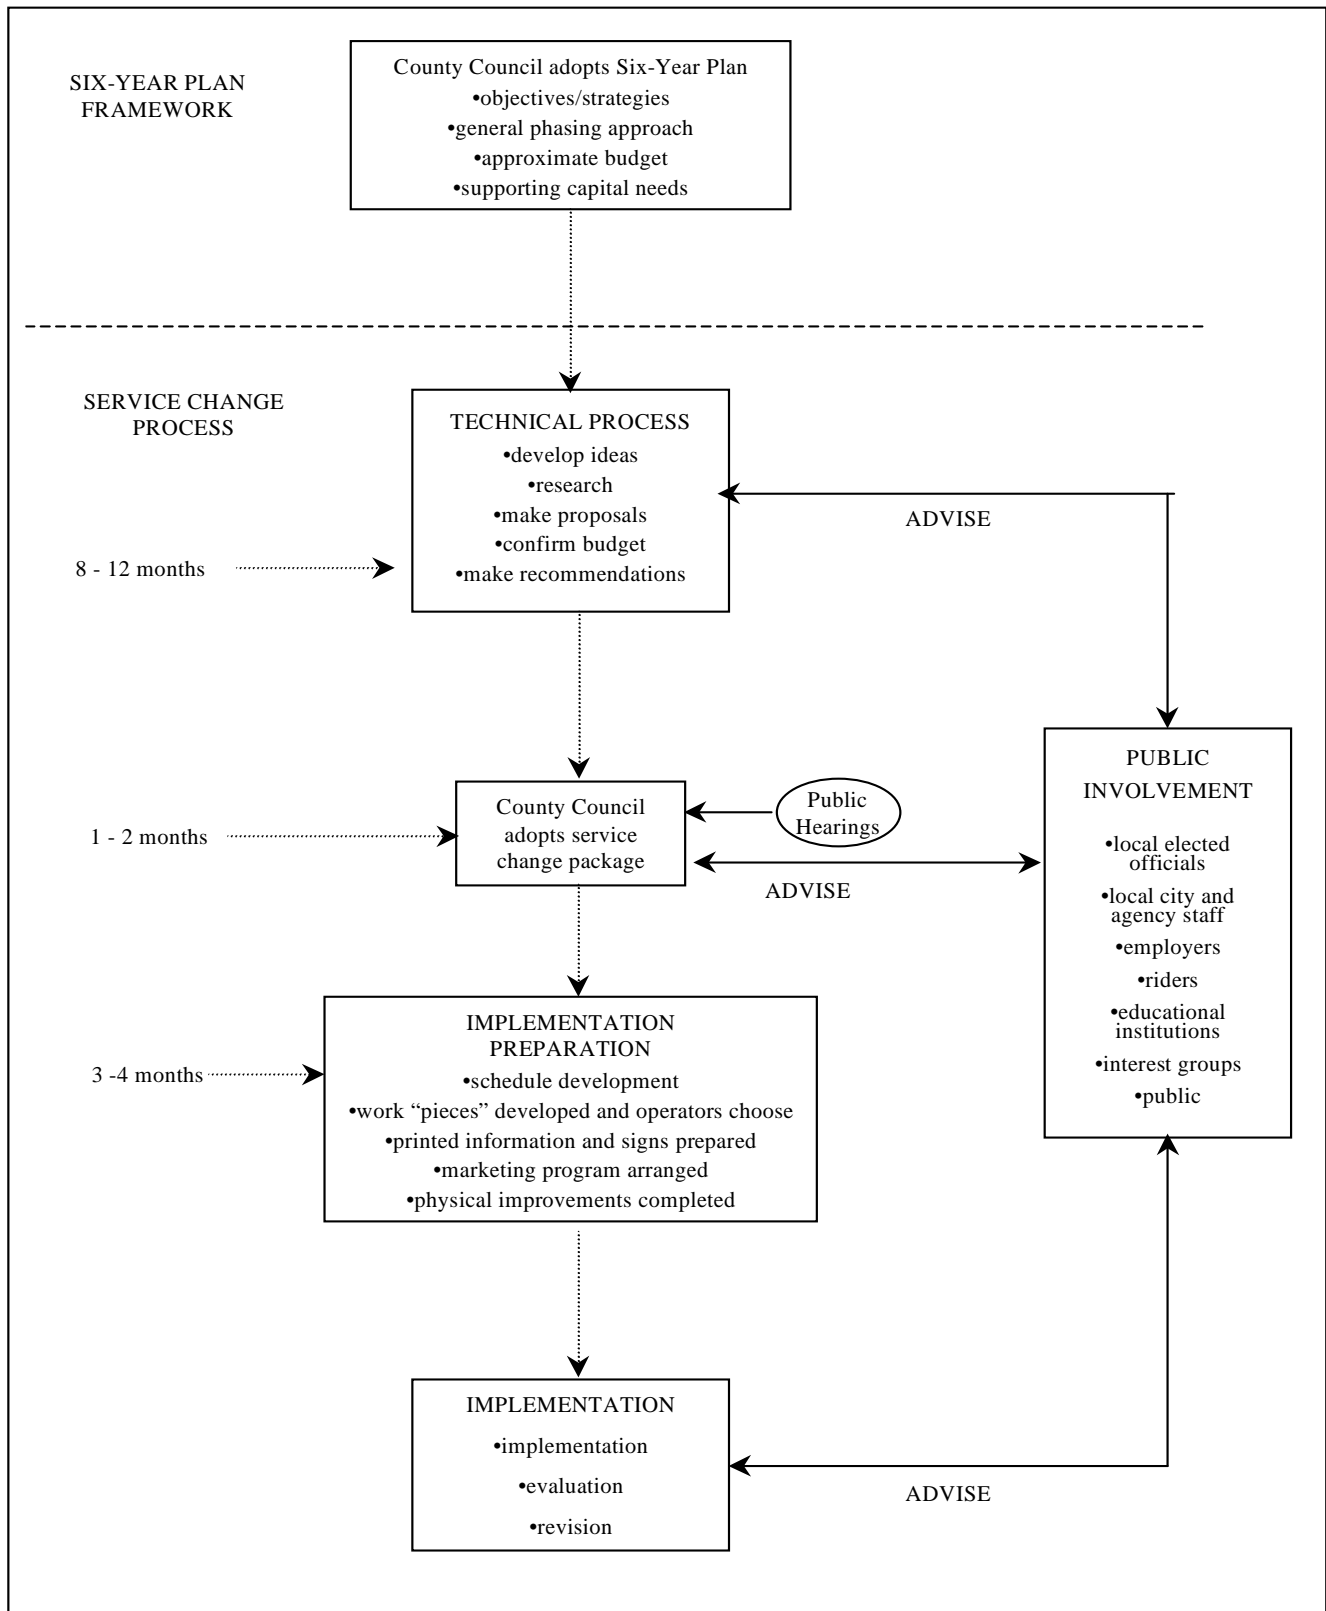 SIX-YEAR PLAN
FRAMEWORK
County Council adopts Six-Year Plan
•objectives/strategies
•general phasing approach
•approximate budget
•supporting capital needs
SERVICE CHANGE
PROCESS
TECHNICAL PROCESS
•develop ideas
•research
•make proposals
•confirm budget
•make recommendations
ADVISE
8 - 12 months
County Council
adopts service
change package
Public
Hearings
1 - 2 months
ADVISE
PUBLIC
INVOLVEMENT
•local elected
officials
•local city and
agency staff
•employers
•riders
•educational
institutions
•interest groups
•public
IMPLEMENTATION
PREPARATION
•schedule development
•work “pieces” developed and operators choose
•printed information and signs prepared
•marketing program arranged
•physical improvements completed
3 -4 months
IMPLEMENTATION
•implementation
•evaluation
•revision
ADVISE